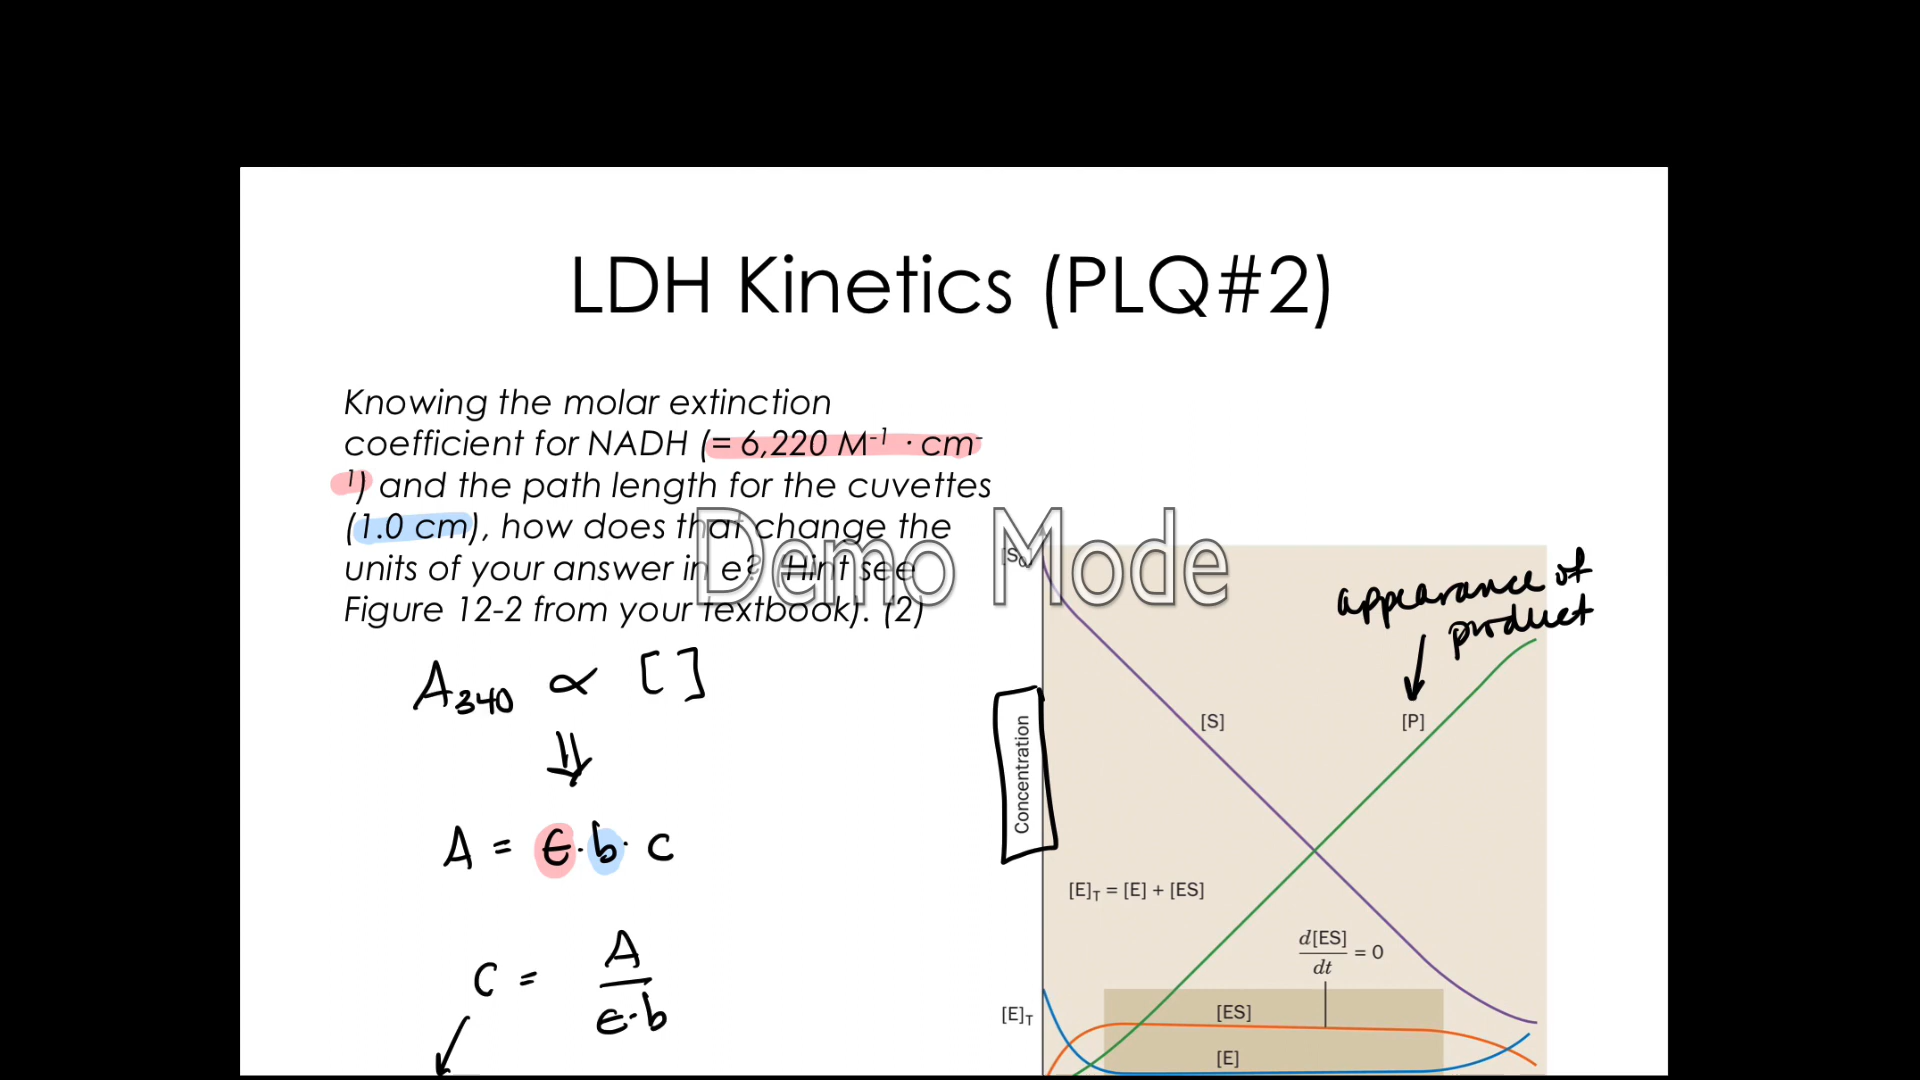 LDH Kinetics (PLQ#2)
Knowing the molar extinction
coefficient for NADH (= 6,220 M⁻¹ · cm⁻
¹) and the path length for the cuvettes
(1.0 cm), how does that change the
units of your answer in e? (Hint see
Figure 12-2 from your textbook). (2)
Demo Mode
A₃₄₀ ∝ [ ]
⇓
A = ϵ · b · c
c = A / ϵ·b
[S₀]
appearance of
product
[S]
[P]
Concentration
[E]T = [E] + [ES]
d[ES]/dt = 0
[E]T
[ES]
[E]